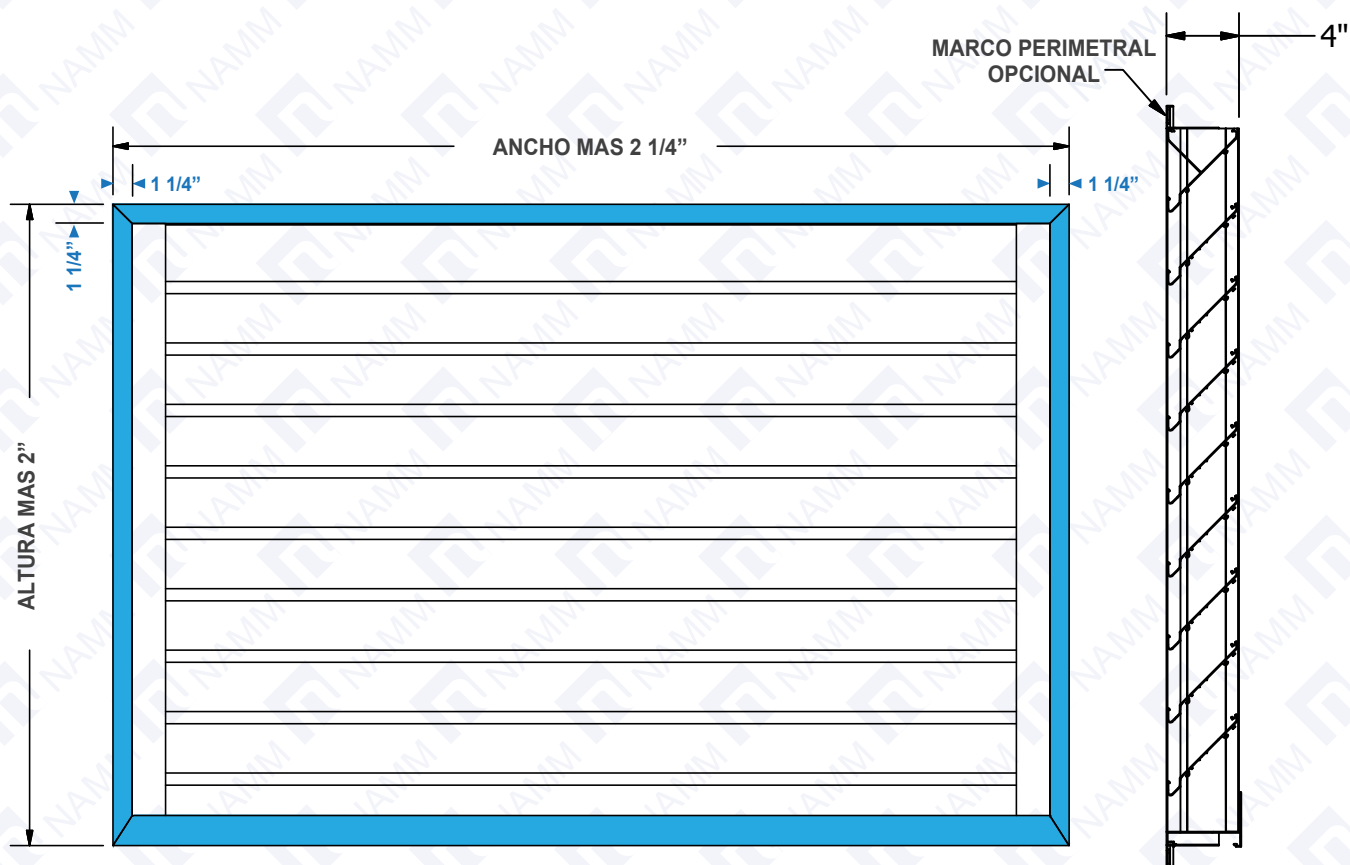 4"
MARCO PERIMETRAL
OPCIONAL
ANCHO MAS 2 1/4”
1 1/4”
1 1/4”
1 1/4”
ALTURA MAS 2”
NAMM